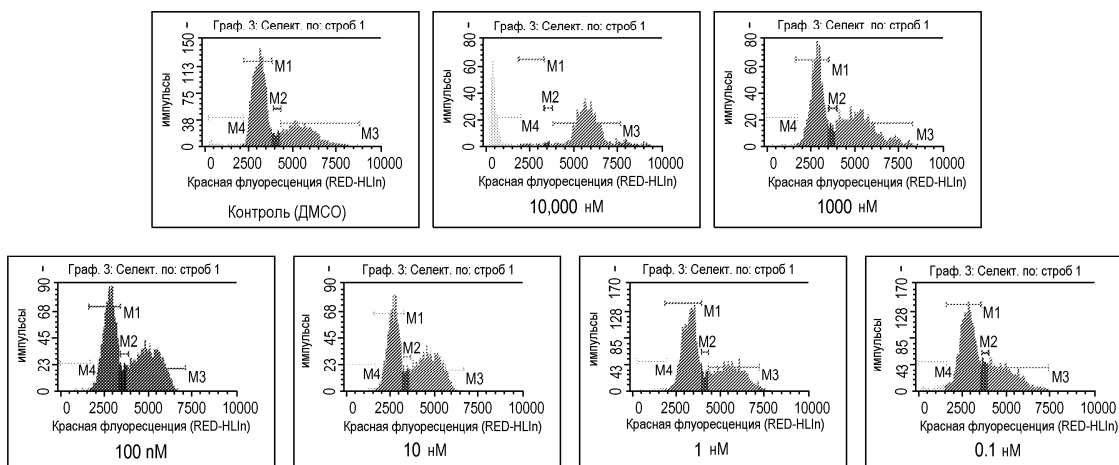 Граф. 3: Селект. по: строб 1
импульсы
150
113
75
38
0
M1
M2
M3
M4
0 2500 5000 7500 10000
Красная флуоресценция (RED-HLIn)
Контроль (ДМСО)
Граф. 3: Селект. по: строб 1
импульсы
80
60
40
20
0
M1
M2
M4
M3
0 2500 5000 7500 10000
Красная флуоресценция (RED-HLIn)
10,000 нМ
Граф. 3: Селект. по: строб 1
импульсы
80
60
40
20
0
M1
M2
M4
M3
0 2500 5000 7500 10000
Красная флуоресценция (RED-HLIn)
1000 нМ
Граф. 3: Селект. по: строб 1
импульсы
90
68
45
23
0
M1
M2
M4
M3
0 2500 5000 7500 10000
Красная флуоресценция (RED-HLIn)
100 nM
Граф. 3: Селект. по: строб 1
импульсы
90
68
45
23
0
M1
M2
M4
M3
0 2500 5000 7500 10000
Красная флуоресценция (RED-HLIn)
10 нМ
Граф. 3: Селект. по: строб 1
импульсы
170
128
85
43
0
M1
M2
M4
M3
0 2500 5000 7500 10000
Красная флуоресценция (RED-HLIn)
1 нМ
Граф. 3: Селект. по: строб 1
импульсы
170
128
85
43
0
M1
M2
M4
M3
0 2500 5000 7500 10000
Красная флуоресценция (RED-HLIn)
0.1 нМ